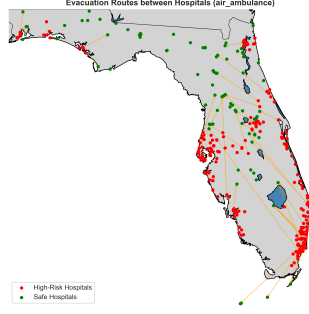 Evacuation Routes between Hospitals (air_ambulance)
High-Risk Hospitals
Safe Hospitals